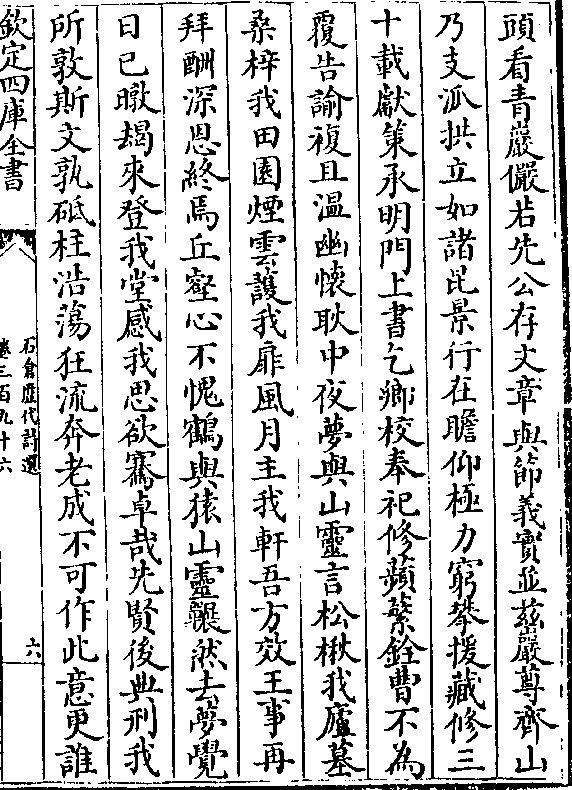 頭看青巖儼若先公存文章與節義實並兹巖尊齊山
乃支泒拱立如諸昆景行在瞻仰極力窮攀援藏修三
十載獻策承明門上書乞鄉校奉祀修蘋蘩銓曹不為
覆告諭複且溫幽懷耿中夜夢與山靈言松楸我廬墓
桑梓我田園煙雲護我扉風月主我軒吾方效王事再
拜酬深恩終焉丘壑心不愧鶴與猿山靈囅然去夢覺
日已暾朅來登我堂感我思欲騫卓哉先賢後典刑我
所敦斯文孰砥柱浩蕩狂流奔老成不可作此意更誰
欽定四庫全書
石倉歷代詩選
卷三百九十六
六